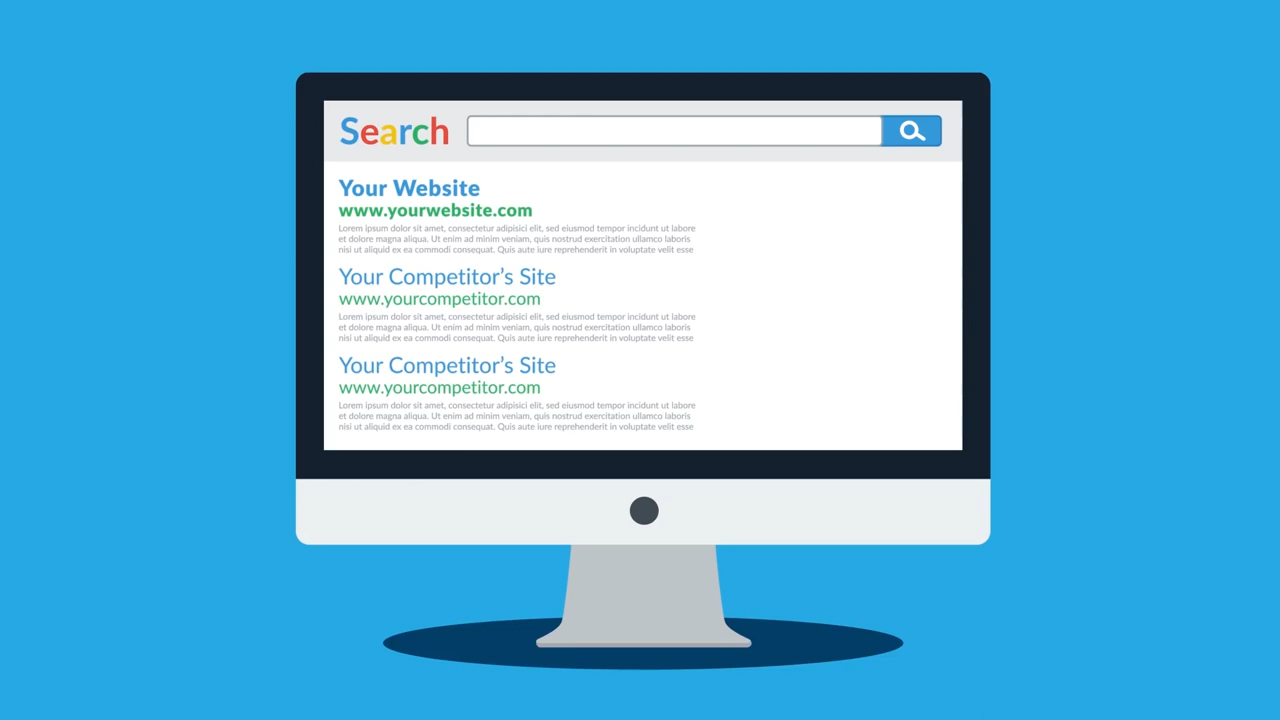 Search
Your Website
www.yourwebsite.com
Lorem ipsum dolor sit amet, consectetur adipisici elit, sed eiusmod tempor incidunt ut labore
et dolore magna aliqua. Ut enim ad minim veniam, quis nostrud exercitation ullamco laboris
nisi ut aliquid ex ea commodi consequat. Quis aute iure reprehenderit in voluptate velit esse
Your Competitor's Site
www.yourcompetitor.com
Lorem ipsum dolor sit amet, consectetur adipisici elit, sed eiusmod tempor incidunt ut labore
et dolore magna aliqua. Ut enim ad minim veniam, quis nostrud exercitation ullamco laboris
nisi ut aliquid ex ea commodi consequat. Quis aute iure reprehenderit in voluptate velit esse
Your Competitor's Site
www.yourcompetitor.com
Lorem ipsum dolor sit amet, consectetur adipisici elit, sed eiusmod tempor incidunt ut labore
et dolore magna aliqua. Ut enim ad minim veniam, quis nostrud exercitation ullamco laboris
nisi ut aliquid ex ea commodi consequat. Quis aute iure reprehenderit in voluptate velit esse